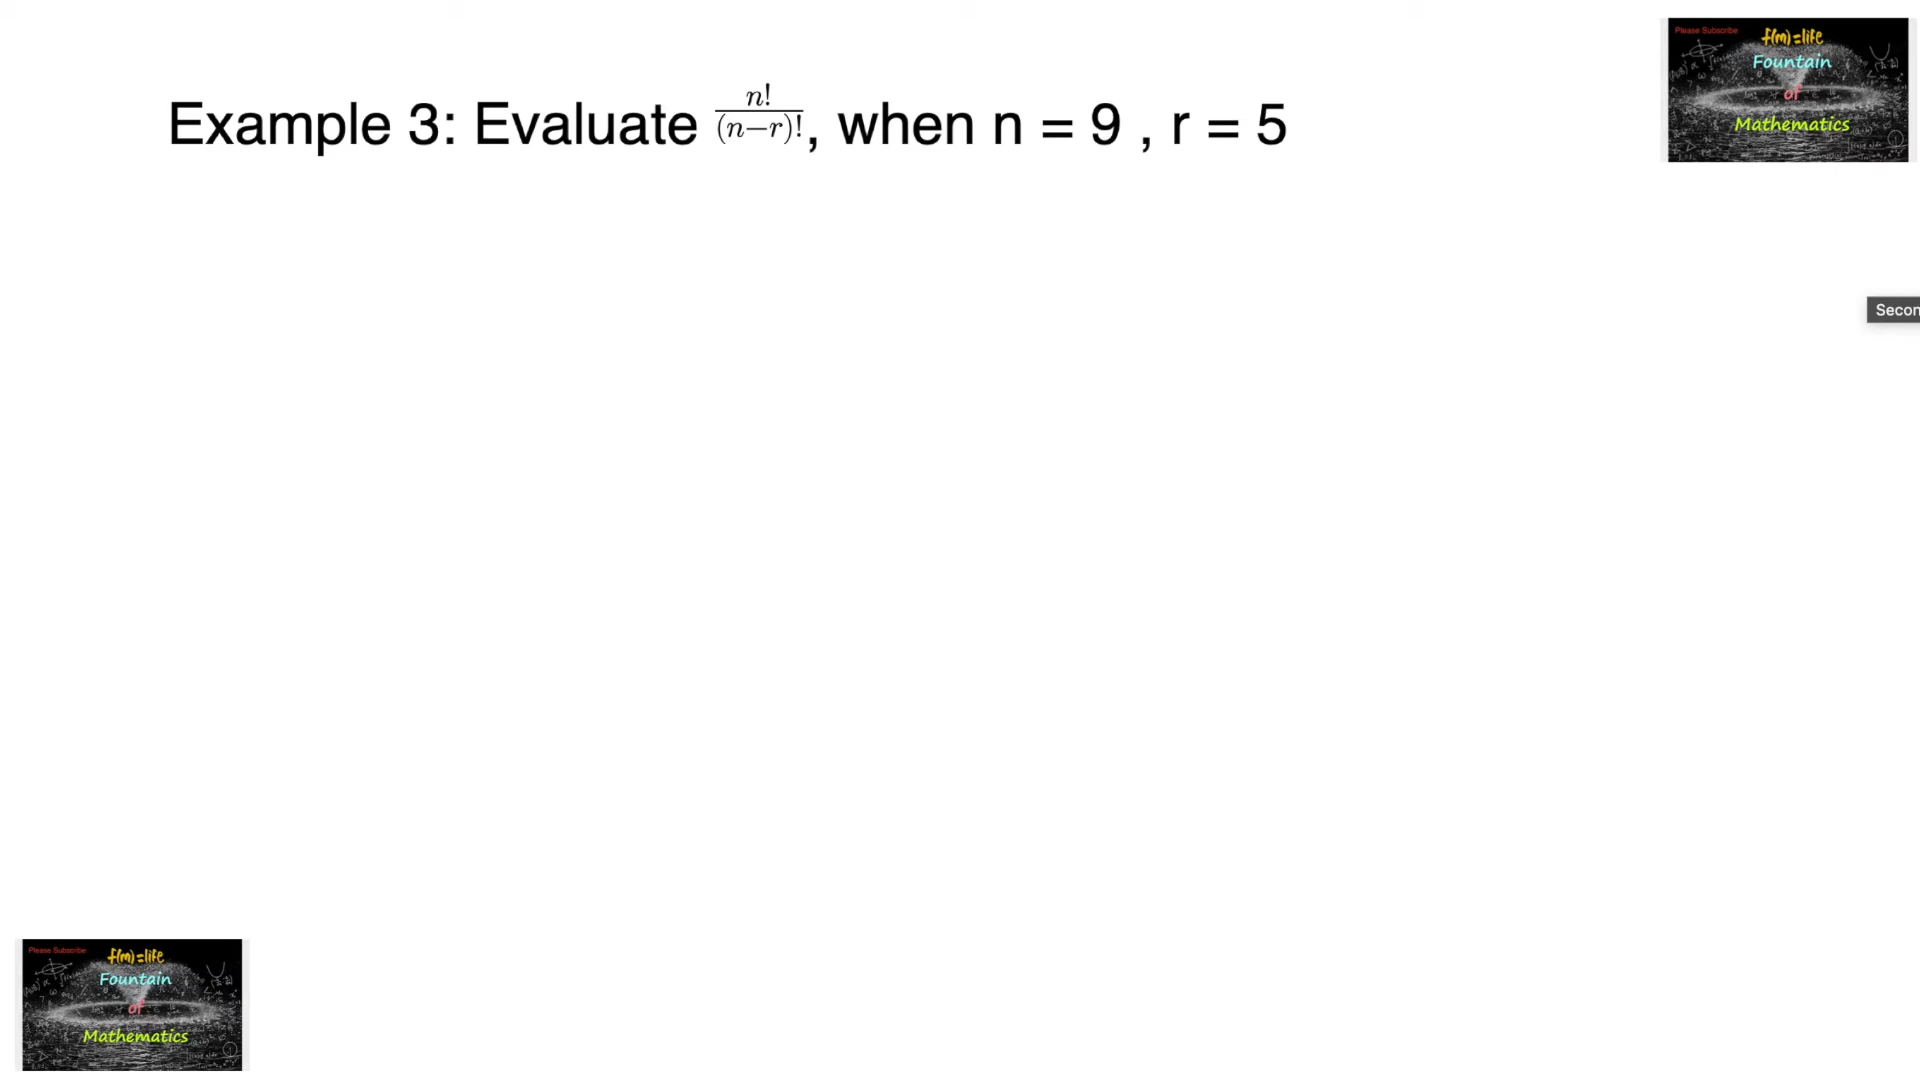 Please Subscribe
f(m)=life
Fountain
of
Mathematics
Example 3: Evaluate \frac{n!}{(n-r)!}, when n = 9 , r = 5
Secon
Please Subscribe
f(m)=life
Fountain
of
Mathematics